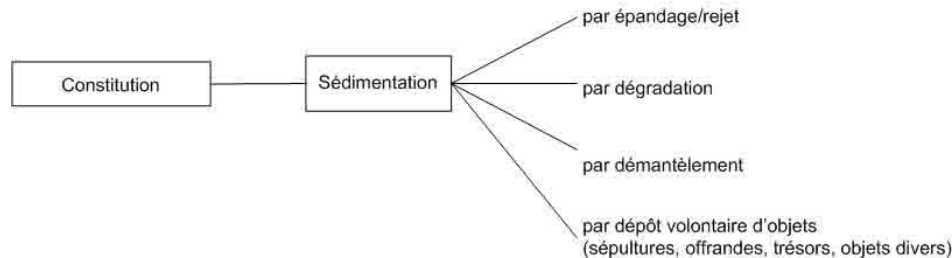 Constitution
Sédimentation
par épandage/rejet
par dégradation
par démantèlement
par dépôt volontaire d'objets
(sépultures, offrandes, trésors, objets divers)